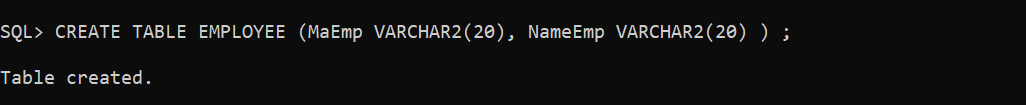 SQL> CREATE TABLE EMPLOYEE (MaEmp VARCHAR2(20), NameEmp VARCHAR2(20) ) ;
Table created.